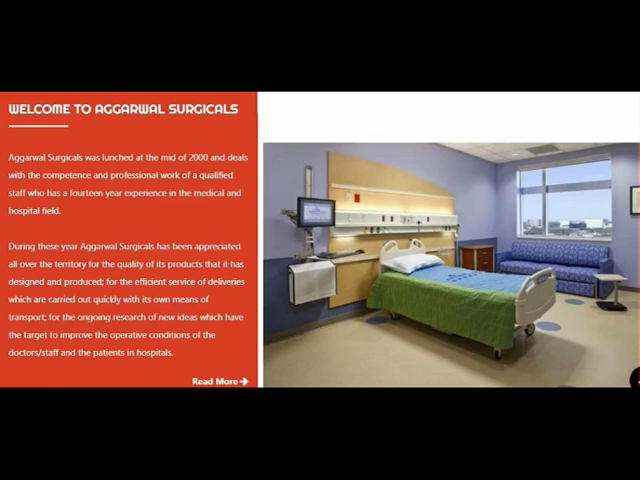 WELCOME TO AGGARWAL SURGICALS
Aggarwal Surgicals was lunched at the mid of 2000 and deals
with the competence and professional work of a qualified
staff who has a fourteen year experience in the medical and
hospital field.
During these year Aggarwal Surgicals has been appreciated
all over the territory for the quality of its products that it has
designed and produced; for the efficient service of deliveries
which are carried out quickly with its own means of
transport; for the ongoing research of new ideas which have
the target to improve the operative conditions of the
doctors/staff and the patients in hospitals.
Read More →